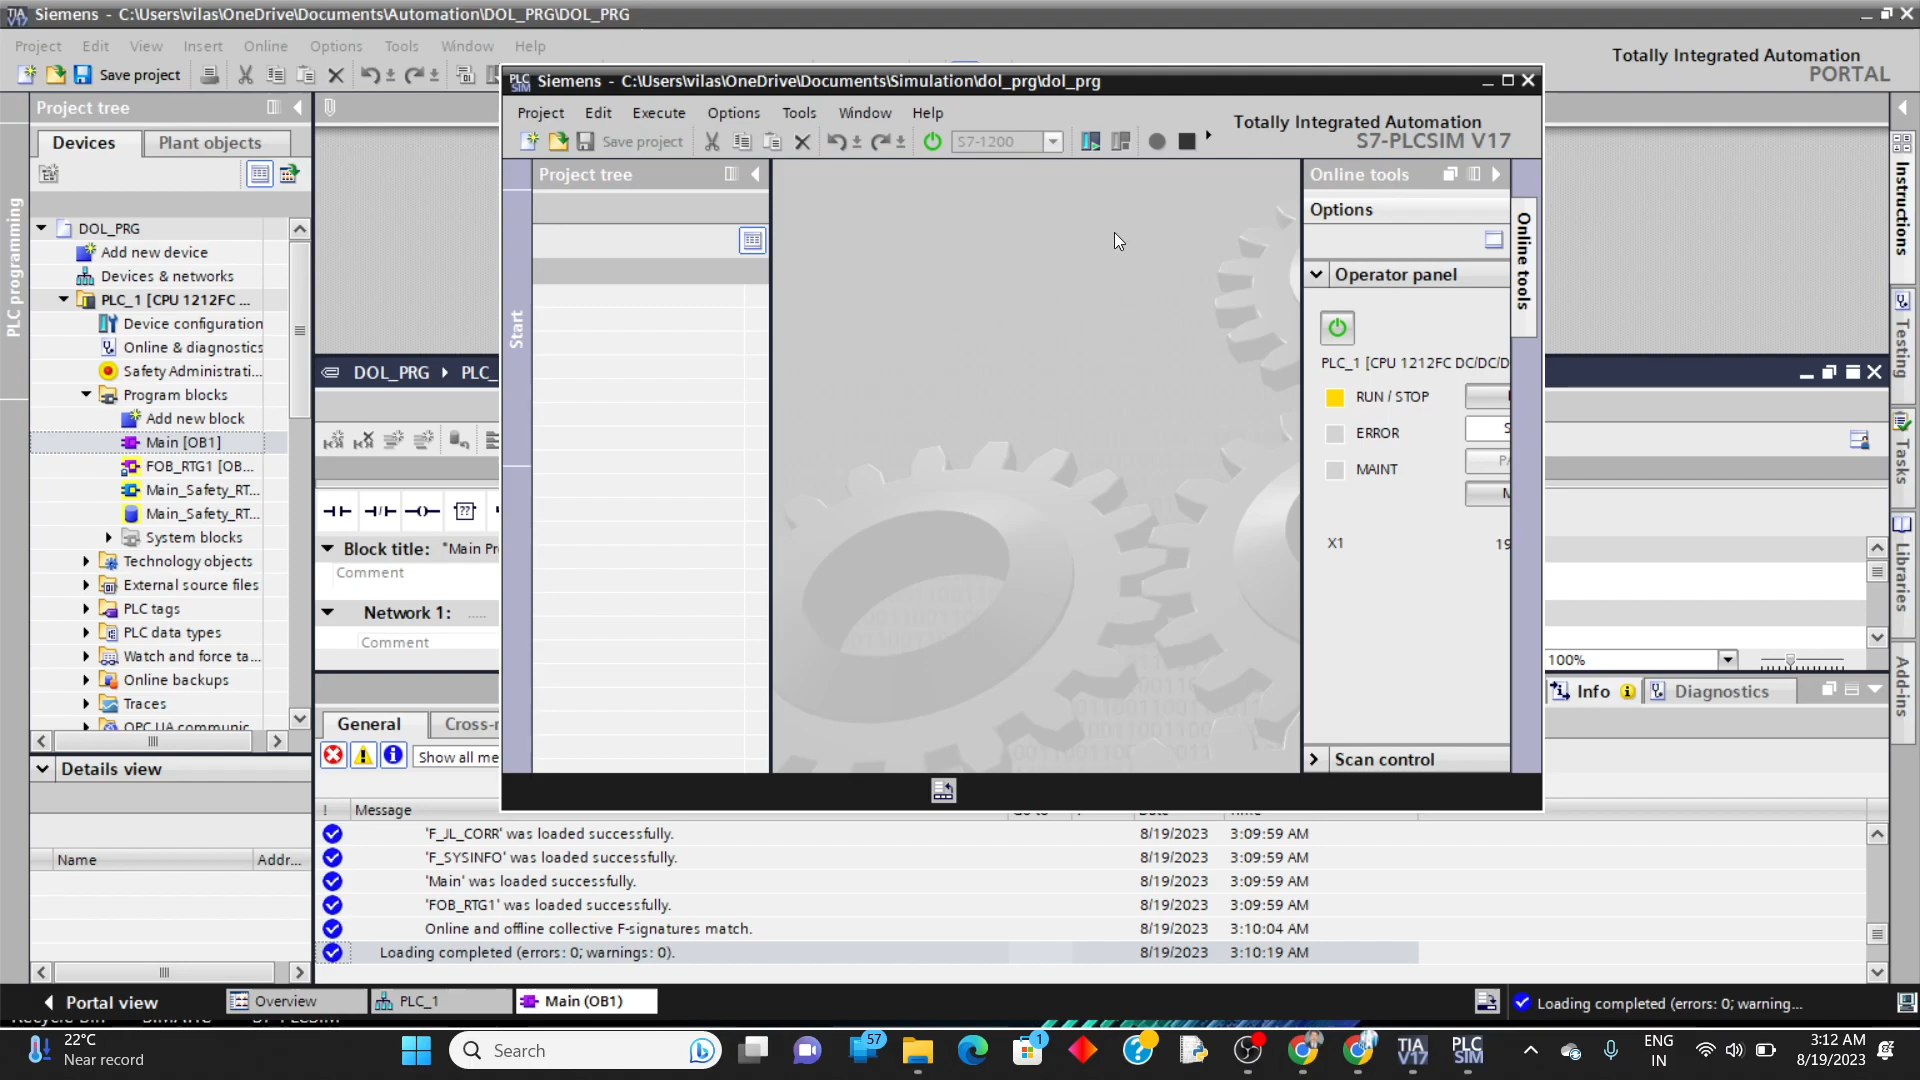 Siemens - C:\Users\vilas\OneDrive\Documents\Automation\DOL_PRG\DOL_PRG
Project Edit View Insert Online Options Tools Window Help
Save project
Totally Integrated Automation
PORTAL
Project tree
Devices
Plant objects
PLC programming
DOL_PRG
Add new device
Devices & networks
PLC_1 [CPU 1212FC ...
Device configuration
Online & diagnostics
Safety Administrati...
Program blocks
Add new block
Main [OB1]
FOB_RTG1 [OB...
Main_Safety_RT...
Main_Safety_RT...
System blocks
Technology objects
External source files
PLC tags
PLC data types
Watch and force ta...
Online backups
Traces
OPC UA communic
Details view
Name Addr...
DOL_PRG PLC_
Block title: "Main Pr
Comment
Network 1: .....
Comment
Siemens - C:\Users\vilas\OneDrive\Documents\Simulation\dol_prg\dol_prg
Project Edit Execute Options Tools Window Help
Totally Integrated Automation
S7-PLCSIM V17
Save project
S7-1200
Project tree
Start
Online tools
Options
Online tools
Operator panel
PLC_1 [CPU 1212FC DC/DC/D
RUN / STOP
ERROR
MAINT
X1 19
Scan control
100%
Info
Diagnostics
Instructions
Testing
Tasks
Libraries
Add-ins
General
Cross-r
Show all me
! Message
'F_JL_CORR' was loaded successfully. 8/19/2023 3:09:59 AM
'F_SYSINFO' was loaded successfully. 8/19/2023 3:09:59 AM
'Main' was loaded successfully. 8/19/2023 3:09:59 AM
'FOB_RTG1' was loaded successfully. 8/19/2023 3:09:59 AM
Online and offline collective F-signatures match. 8/19/2023 3:10:04 AM
Loading completed (errors: 0; warnings: 0). 8/19/2023 3:10:19 AM
Portal view
Overview
PLC_1
Main (OB1)
Loading completed (errors: 0; warning...
22°C
Near record
Search
57
1
TIA V17
PLC SIM
ENG
IN
3:12 AM
8/19/2023